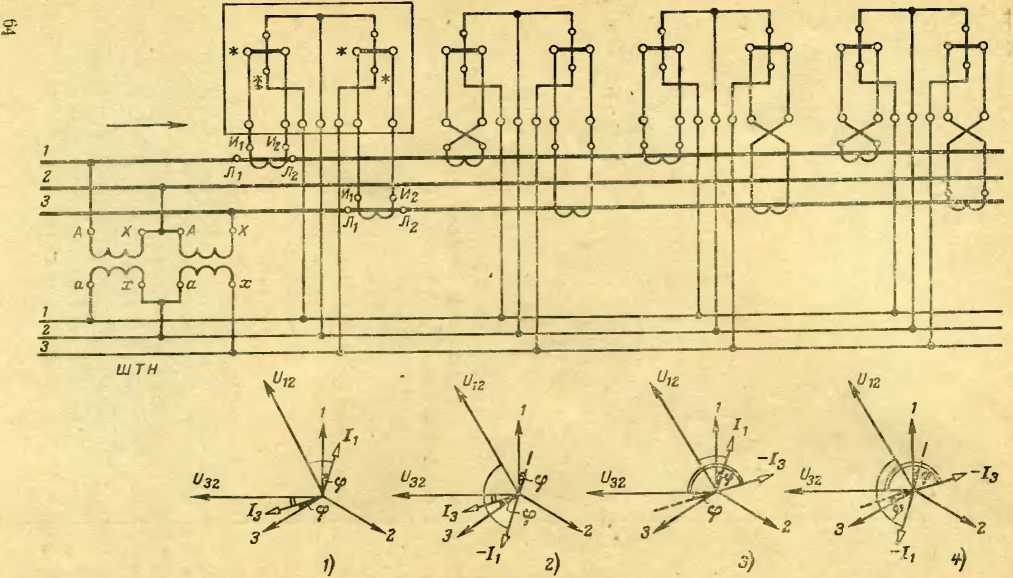 64
* * * *
И₁ И₂
1
Л₁ Л₂
2
И₁ И₂
3
Л₁ Л₂
А Х А Х
а х а х
1
2
3
ШТН
U₁₂ 1 I₁ φ U₃₂ I₃ 3 φ 2 1)
U₁₂ 1 φ U₃₂ I₃ 3 φ -I₁ 2 2)
U₁₂ 1 I₁ -I₃ φ U₃₂ 3 φ 2 3)
U₁₂ 1 -I₃ φ U₃₂ 3 φ -I₁ 2 4)